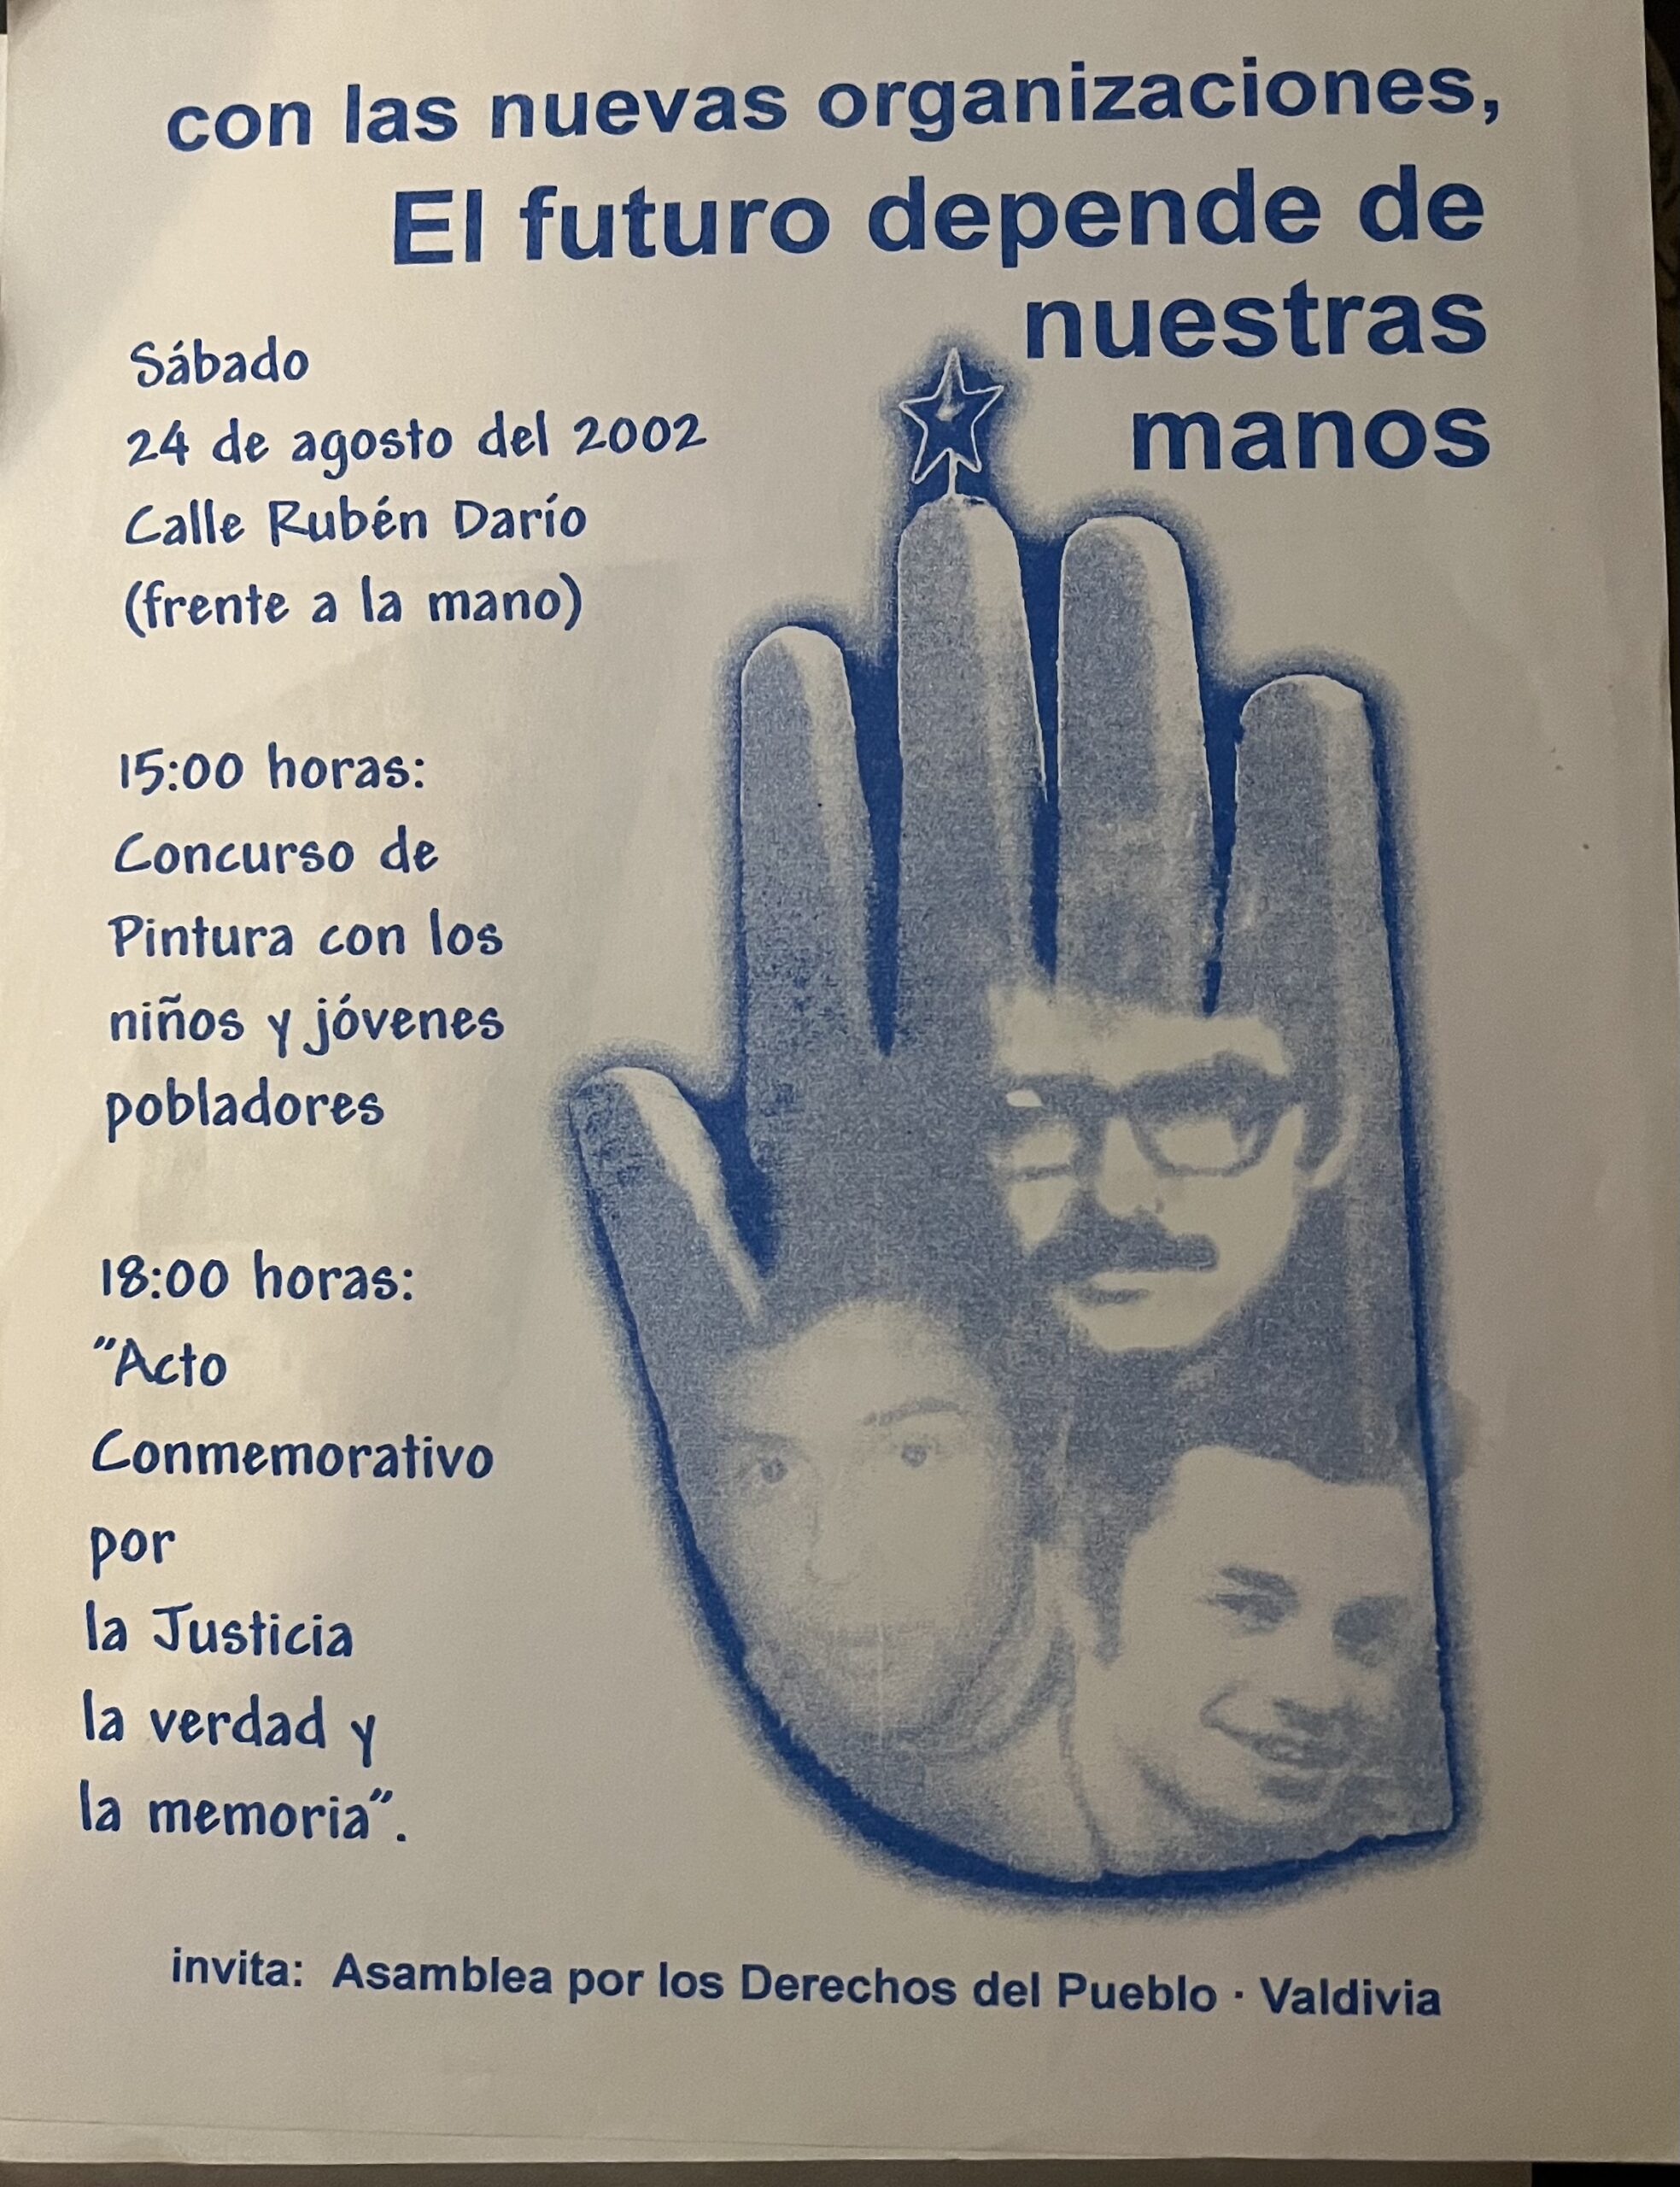 con las nuevas organizaciones,
El futuro depende de
nuestras
manos
Sábado
24 de agosto del 2002
Calle Rubén Darío
(frente a la mano)
15:00 horas:
Concurso de
Pintura con los
niños y jóvenes
pobladores
18:00 horas:
"Acto
Conmemorativo
por
la Justicia
la verdad y
la memoria".
invita: Asamblea por los Derechos del Pueblo · Valdivia